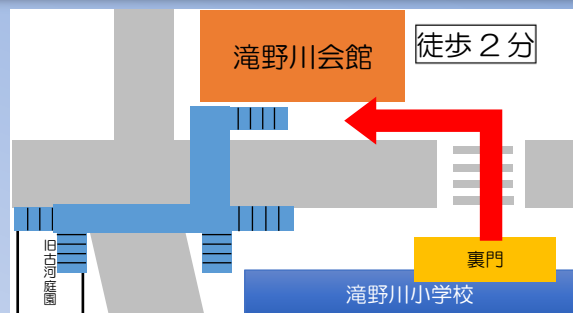 滝野川会館
徒歩２分
旧古河庭園
裏門
滝野川小学校